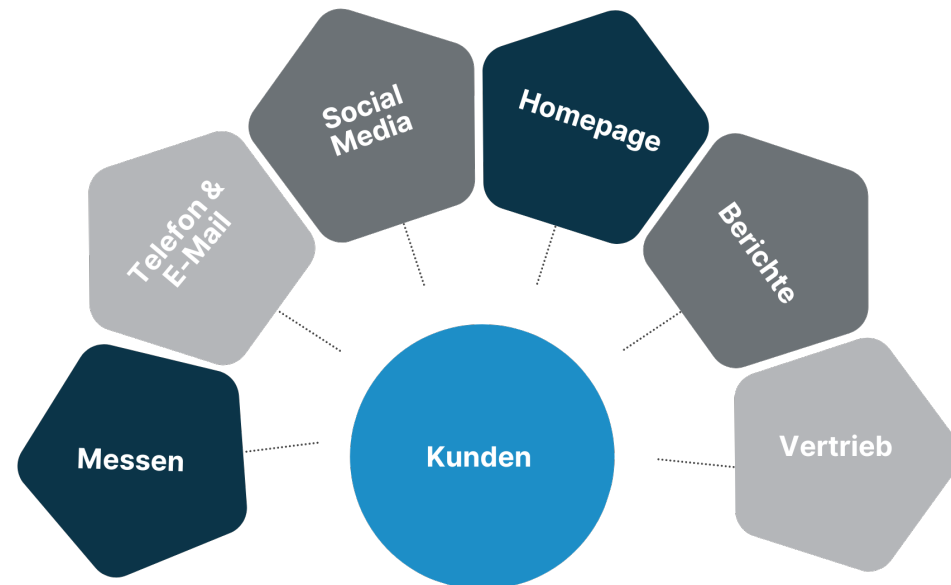 Social
Media
Homepage
Telefon &
E-Mail
Berichte
Messen
Kunden
Vertrieb